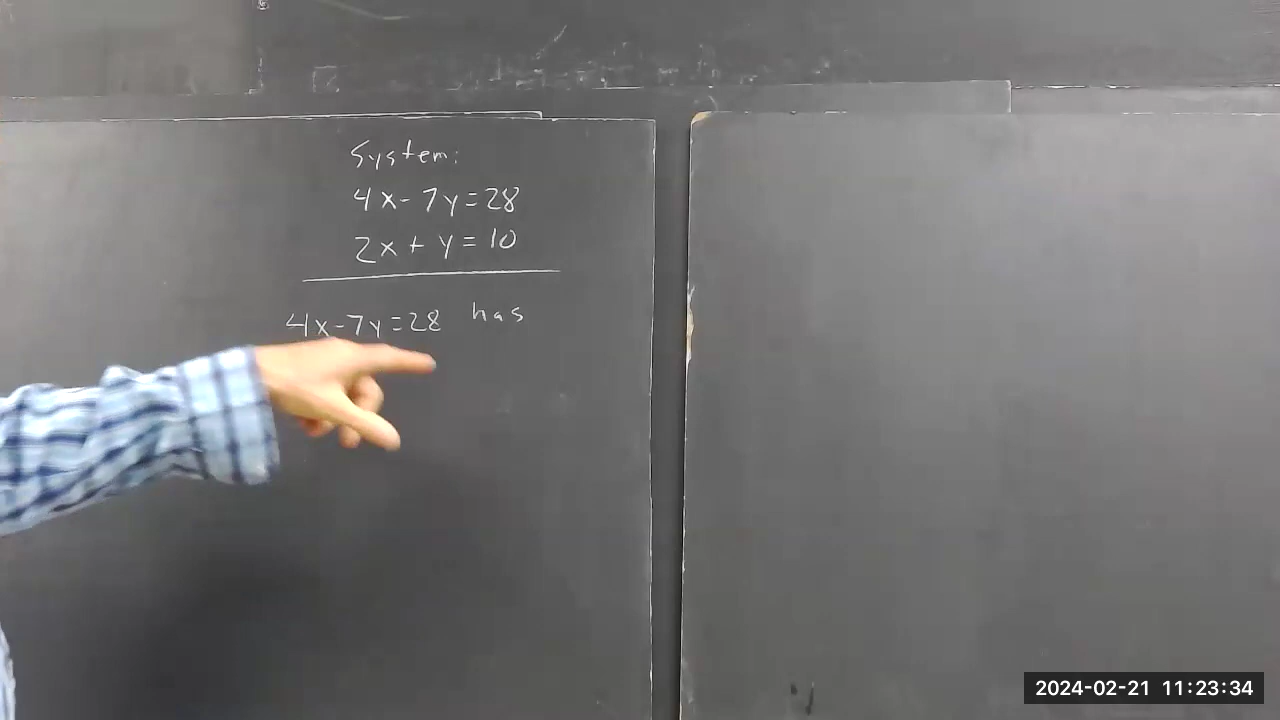 System:
4x-7y=28
2x+y=10
4x-7y=28 has
2024-02-21 11:23:34